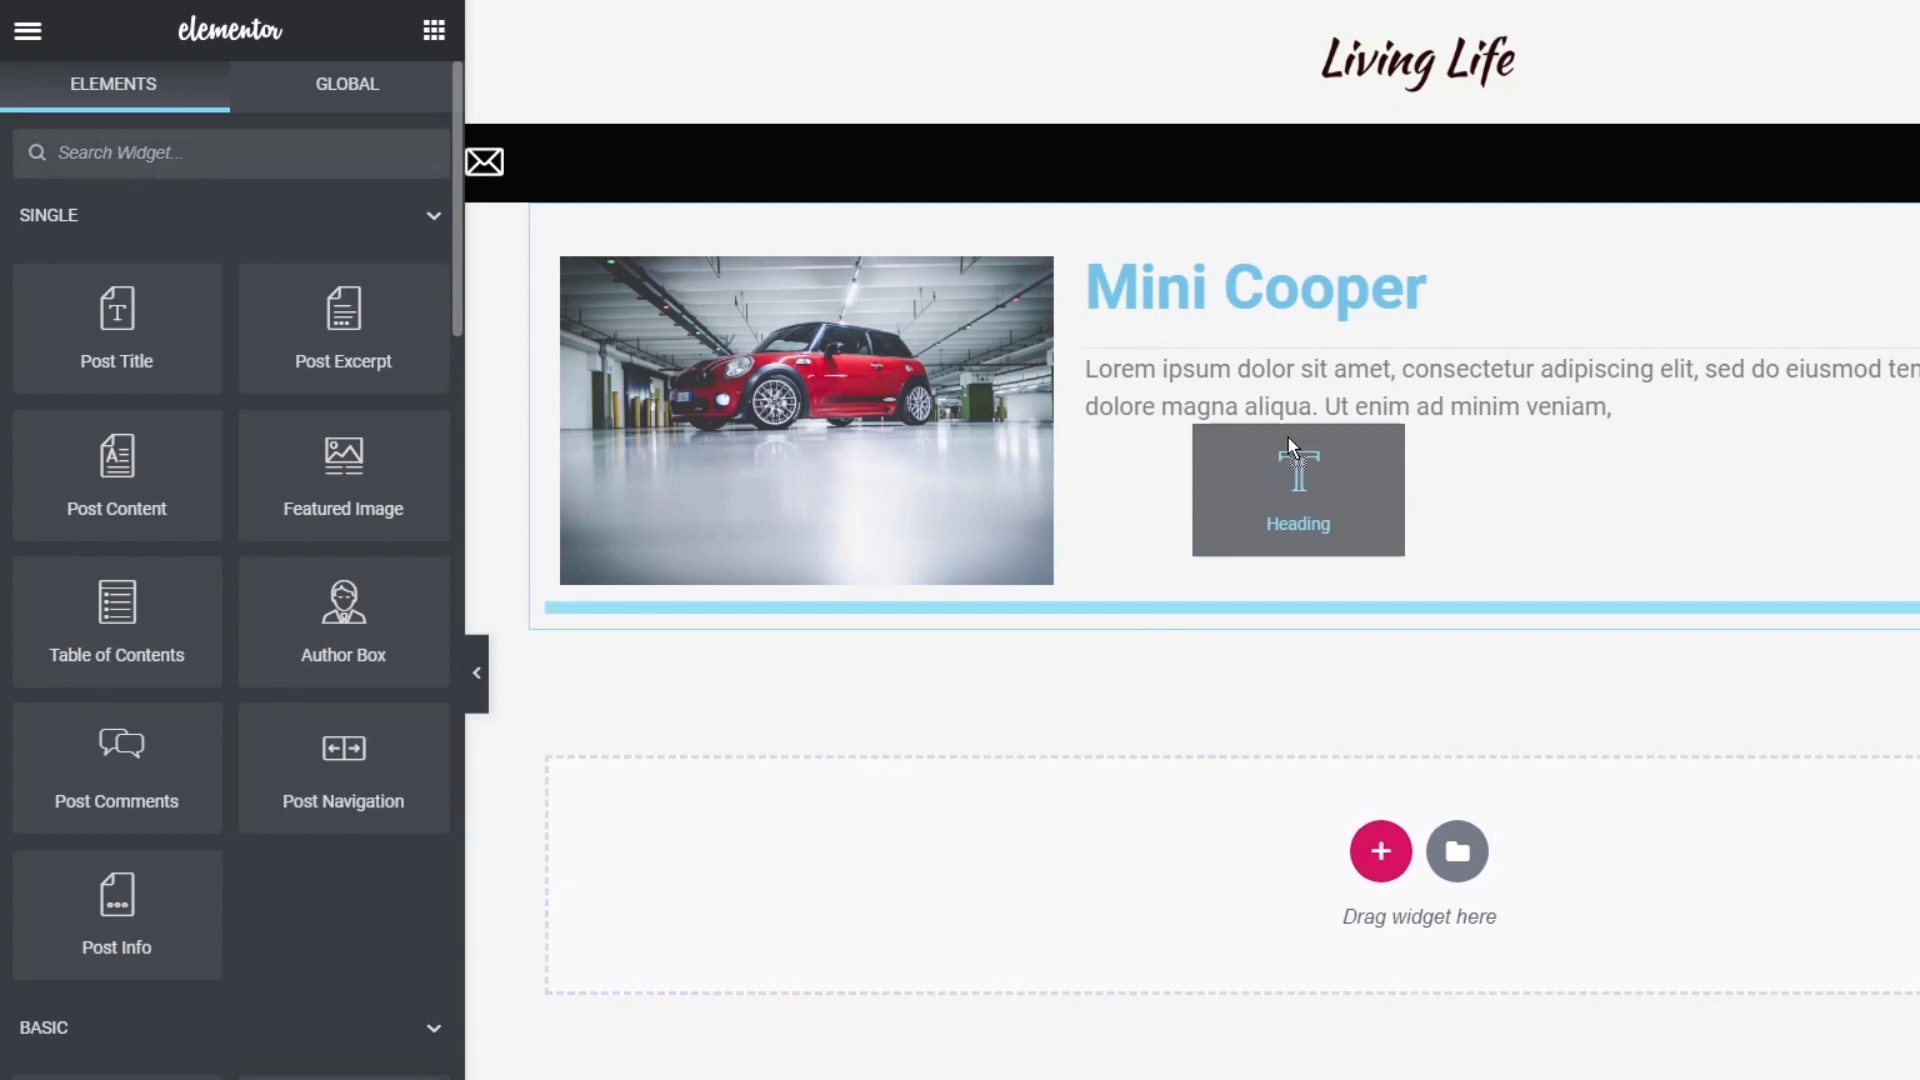 elementor
ELEMENTS
GLOBAL
Search Widget...
SINGLE
Post Title
Post Excerpt
Post Content
Featured Image
Table of Contents
Author Box
Post Comments
Post Navigation
Post Info
BASIC
Living Life
Mini Cooper
Lorem ipsum dolor sit amet, consectetur adipiscing elit, sed do eiusmod ten
dolore magna aliqua. Ut enim ad minim veniam,
Heading
Drag widget here